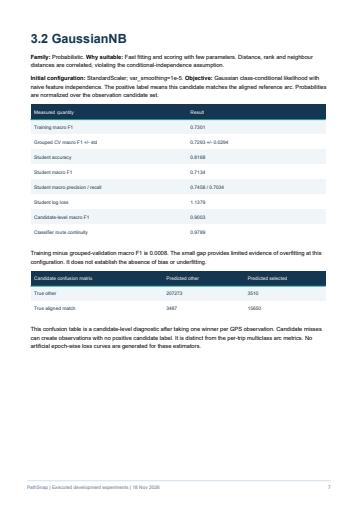 3.2 GaussianNB
Family: Probabilistic. Why suitable: Fast fitting and scoring with few parameters. Distance, rank and neighbour
distances are correlated, violating the conditional-independence assumption.
Initial configuration: StandardScaler; var_smoothing=1e-5. Objective: Gaussian class-conditional likelihood with
naive feature independence. The positive label means this candidate matches the aligned reference arc. Probabilities
are normalized over the observation candidate set.
Measured quantity Result
Training macro F1 0.7301
Grouped CV macro F1 +/- std 0.7293 +/- 0.0294
Student accuracy 0.8168
Student macro F1 0.7134
Student macro precision / recall 0.7458 / 0.7034
Student log loss 1.1379
Candidate-level macro F1 0.9003
Classifier route continuity 0.9789
Training minus grouped-validation macro F1 is 0.0008. The small gap provides limited evidence of overfitting at this
configuration. It does not establish the absence of bias or underfitting.
Candidate confusion matrix Predicted other Predicted selected
True other 207273 3510
True aligned match 3487 15650
This confusion table is a candidate-level diagnostic after taking one winner per GPS observation. Candidate misses
can create observations with no positive candidate label. It is distinct from the per-trip multiclass arc metrics. No
artificial epoch-wise loss curves are generated for these estimators.
PathSnap | Executed development experiments | 18 Nov 2026 7